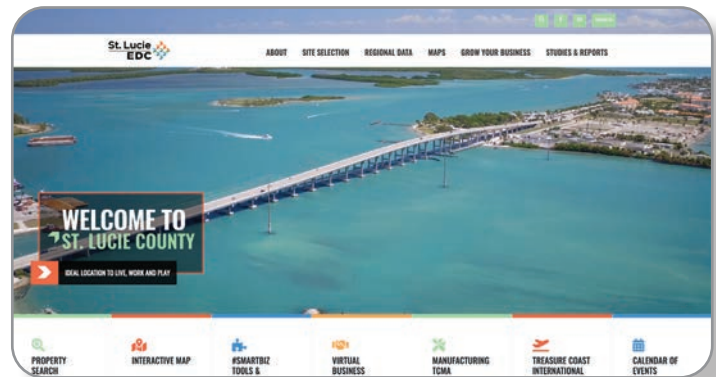 St. Lucie
EDC
ABOUT SITE SELECTION REGIONAL DATA MAPS GROW YOUR BUSINESS STUDIES & REPORTS
WELCOME TO
ST. LUCIE COUNTY
IDEAL LOCATION TO LIVE, WORK AND PLAY
PROPERTY
SEARCH
INTERACTIVE MAP
#SMARTBIZ
TOOLS &
VIRTUAL
BUSINESS
MANUFACTURING
TCMA
TREASURE COAST
INTERNATIONAL
CALENDAR OF
EVENTS